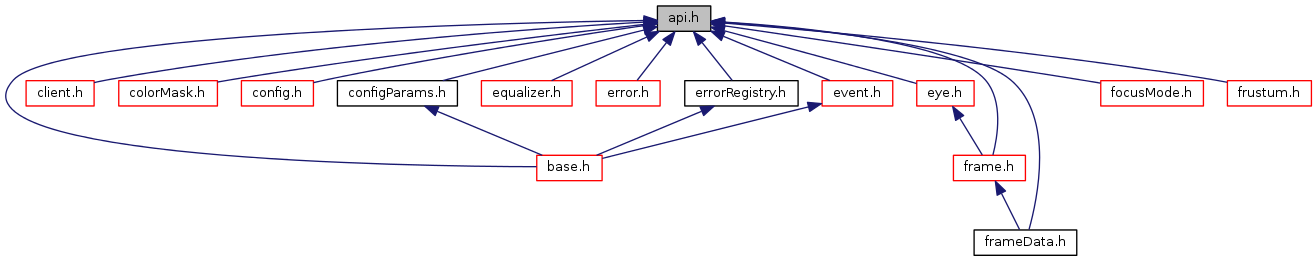 api.h
client.h
colorMask.h
config.h
configParams.h
equalizer.h
error.h
errorRegistry.h
event.h
eye.h
focusMode.h
frustum.h
base.h
frame.h
frameData.h